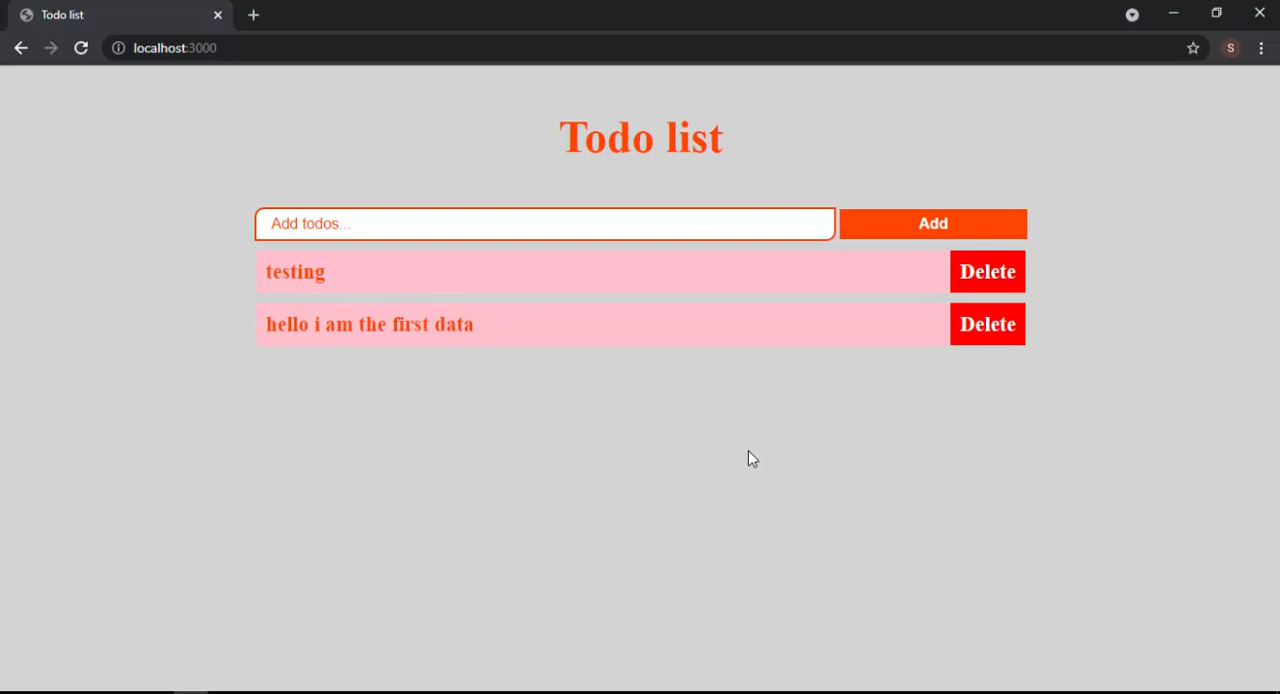 Todo list
localhost:3000
S
Todo list
Add todos...
Add
testing
Delete
hello i am the first data
Delete